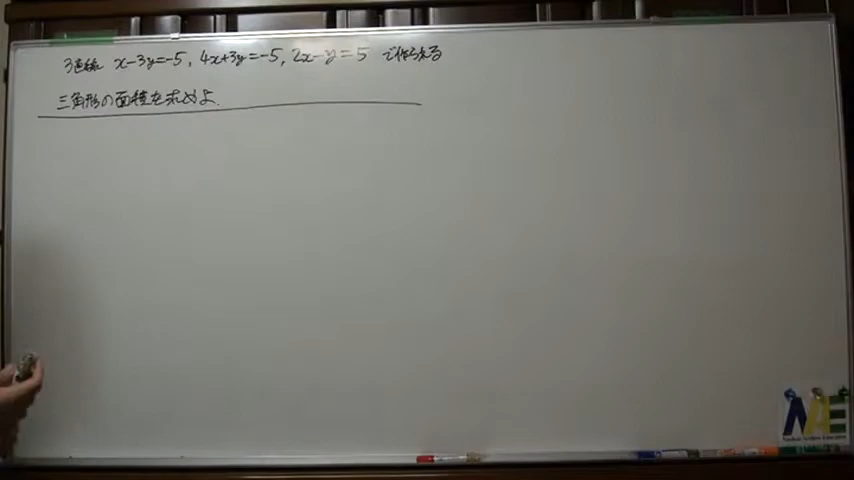 3直線 x-3y=-5, 4x+3y=-5, 2x-y=5 で作られる
三角形の面積を求めよ.
NAE